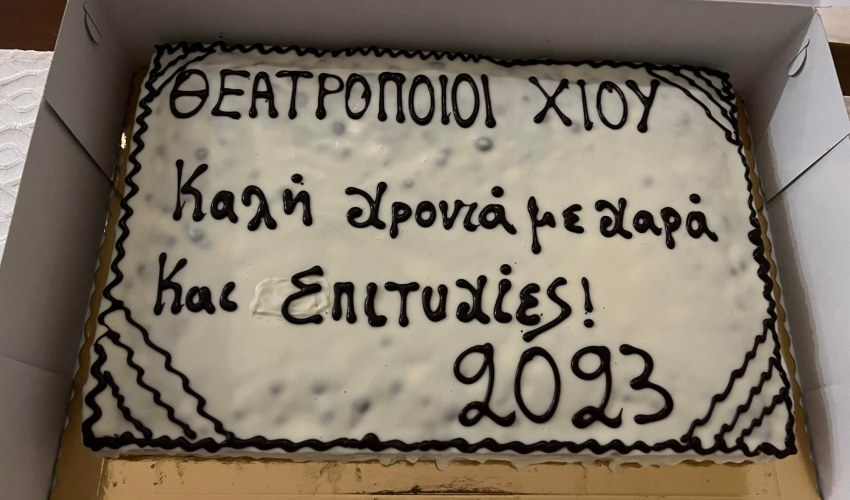 ΘΕΑΤΡΟΠΟΙΟΙ ΧΙΟΥ
Καλή χρονιά με χαρά
Και Επιτυχίες!
2023